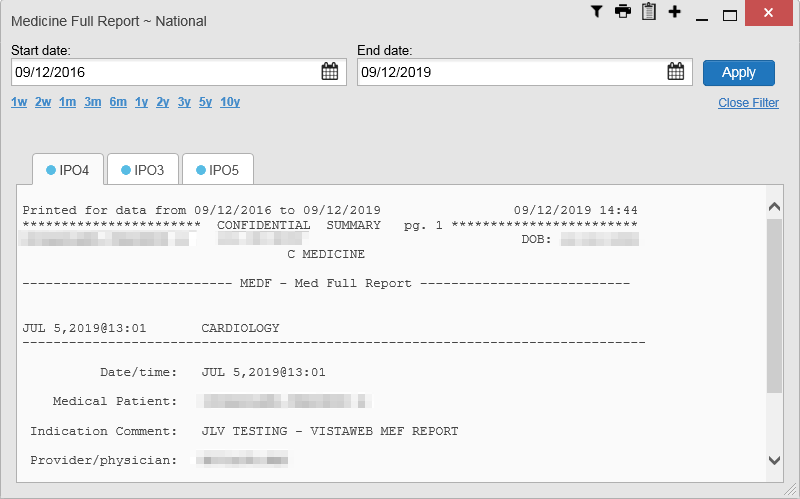 Medicine Full Report ~ National
Start date: End date:
09/12/2016 09/12/2019 Apply
1w 2w 1m 3m 6m 1y 2y 3y 5y 10y Close Filter
IPO4 IPO3 IPO5
Printed for data from 09/12/2016 to 09/12/2019 09/12/2019 14:44
*********************** CONFIDENTIAL SUMMARY pg. 1 ************************
DOB:
C MEDICINE
--------------------------- MEDF - Med Full Report ---------------------------
JUL 5,2019@13:01 CARDIOLOGY
--------------------------------------------------------------------------------
Date/time: JUL 5,2019@13:01
Medical Patient:
Indication Comment: JLV TESTING - VISTAWEB MEF REPORT
Provider/physician: